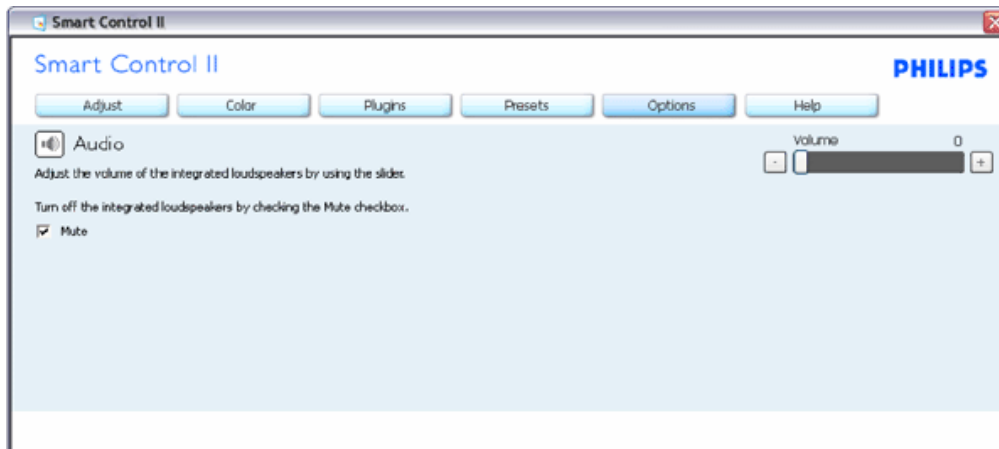 Smart Control II
Smart Control II
PHILIPS
Adjust Color Plugins Presets Options Help
Audio
Volume 0
- +
Adjust the volume of the integrated loudspeakers by using the slider.
Turn off the integrated loudspeakers by checking the Mute checkbox.
Mute